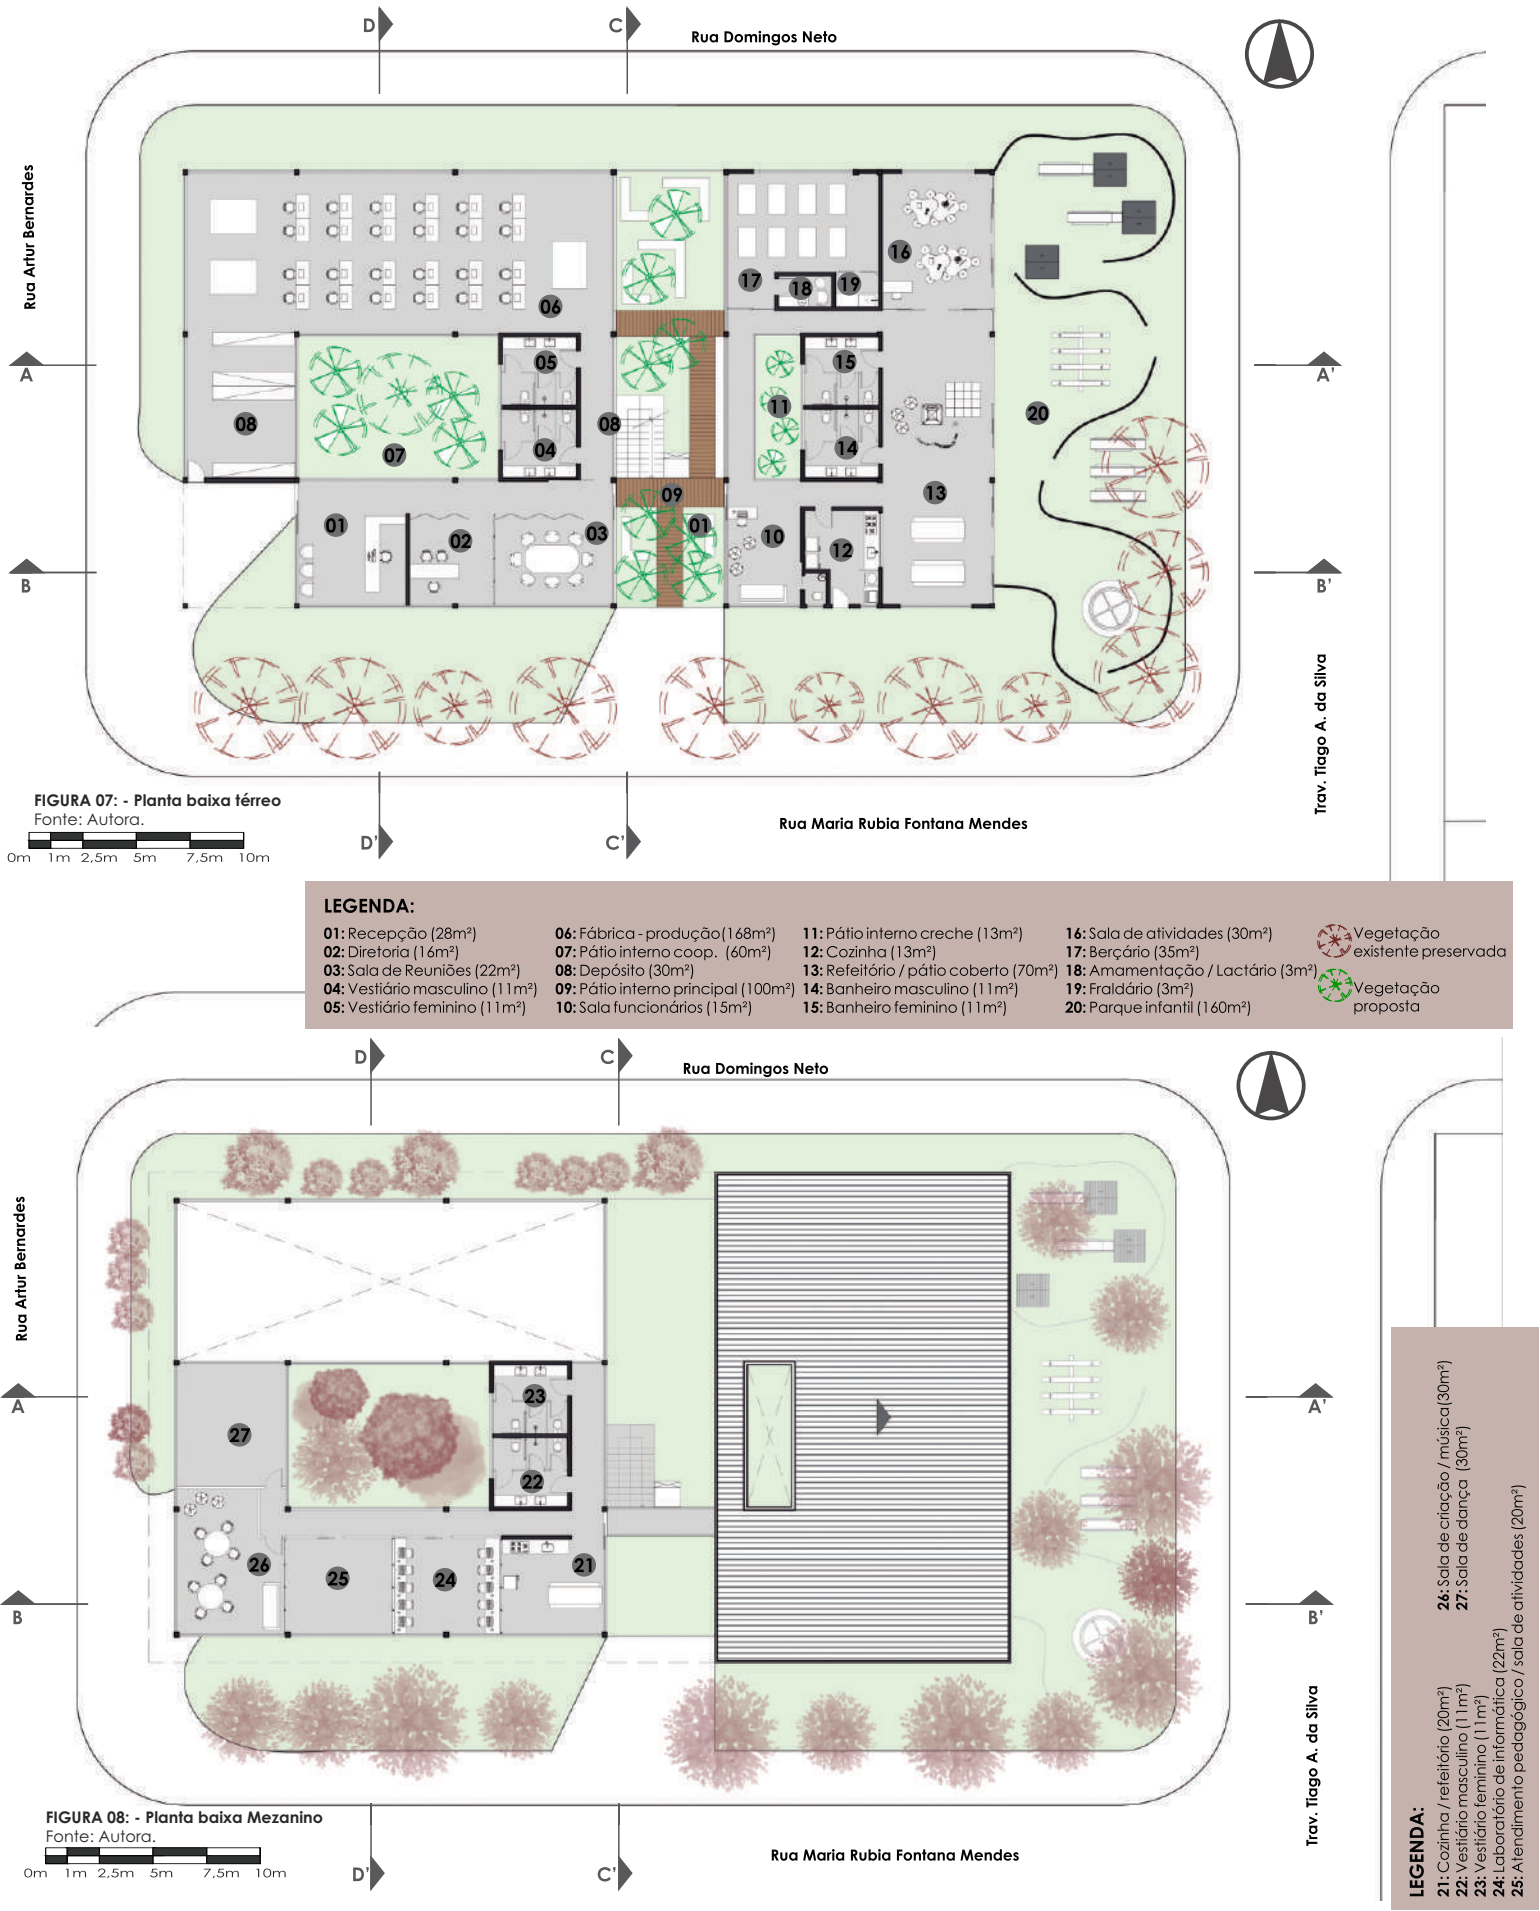 D
C
Rua Domingos Neto
Rua Artur Bernardes
16
17
18
19
06
05
15
A
A'
11
08
08
20
04
14
07
13
09
01
02
03
01
10
12
B
B'
Trav. Tiago A. da Silva
FIGURA 07: - Planta baixa térreo
Fonte: Autora.
0m 1m 2,5m 5m 7,5m 10m
D'
C'
Rua Maria Rubia Fontana Mendes
LEGENDA:
01: Recepção (28m²)
02: Diretoria (16m²)
03: Sala de Reuniões (22m²)
04: Vestiário masculino (11m²)
05: Vestiário feminino (11m²)
06: Fábrica - produção(168m²)
07: Pátio interno coop. (60m²)
08: Depósito (30m²)
09: Pátio interno principal (100m²)
10: Sala funcionários (15m²)
11: Pátio interno creche (13m²)
12: Cozinha (13m²)
13: Refeitório / pátio coberto (70m²)
14: Banheiro masculino (11m²)
15: Banheiro feminino (11m²)
16: Sala de atividades (30m²)
17: Berçário (35m²)
18: Amamentação / Lactário (3m²)
19: Fraldário (3m²)
20: Parque infantil (160m²)
Vegetação
existente preservada
Vegetação
proposta
D
C
Rua Domingos Neto
Rua Artur Bernardes
A
A'
23
27
22
26
25
24
21
B
B'
Trav. Tiago A. da Silva
FIGURA 08: - Planta baixa Mezanino
Fonte: Autora.
0m 1m 2,5m 5m 7,5m 10m
D'
C'
Rua Maria Rubia Fontana Mendes
LEGENDA:
21: Cozinha / refeitório (20m²)
22: Vestiário masculino (11m²)
23: Vestiário feminino (11m²)
24: Laboratório de informática (22m²)
25: Atendimento pegagógico / sala de atividades (20m²)
26: Sala de criação / música(30m²)
27: Sala de dança (30m²)